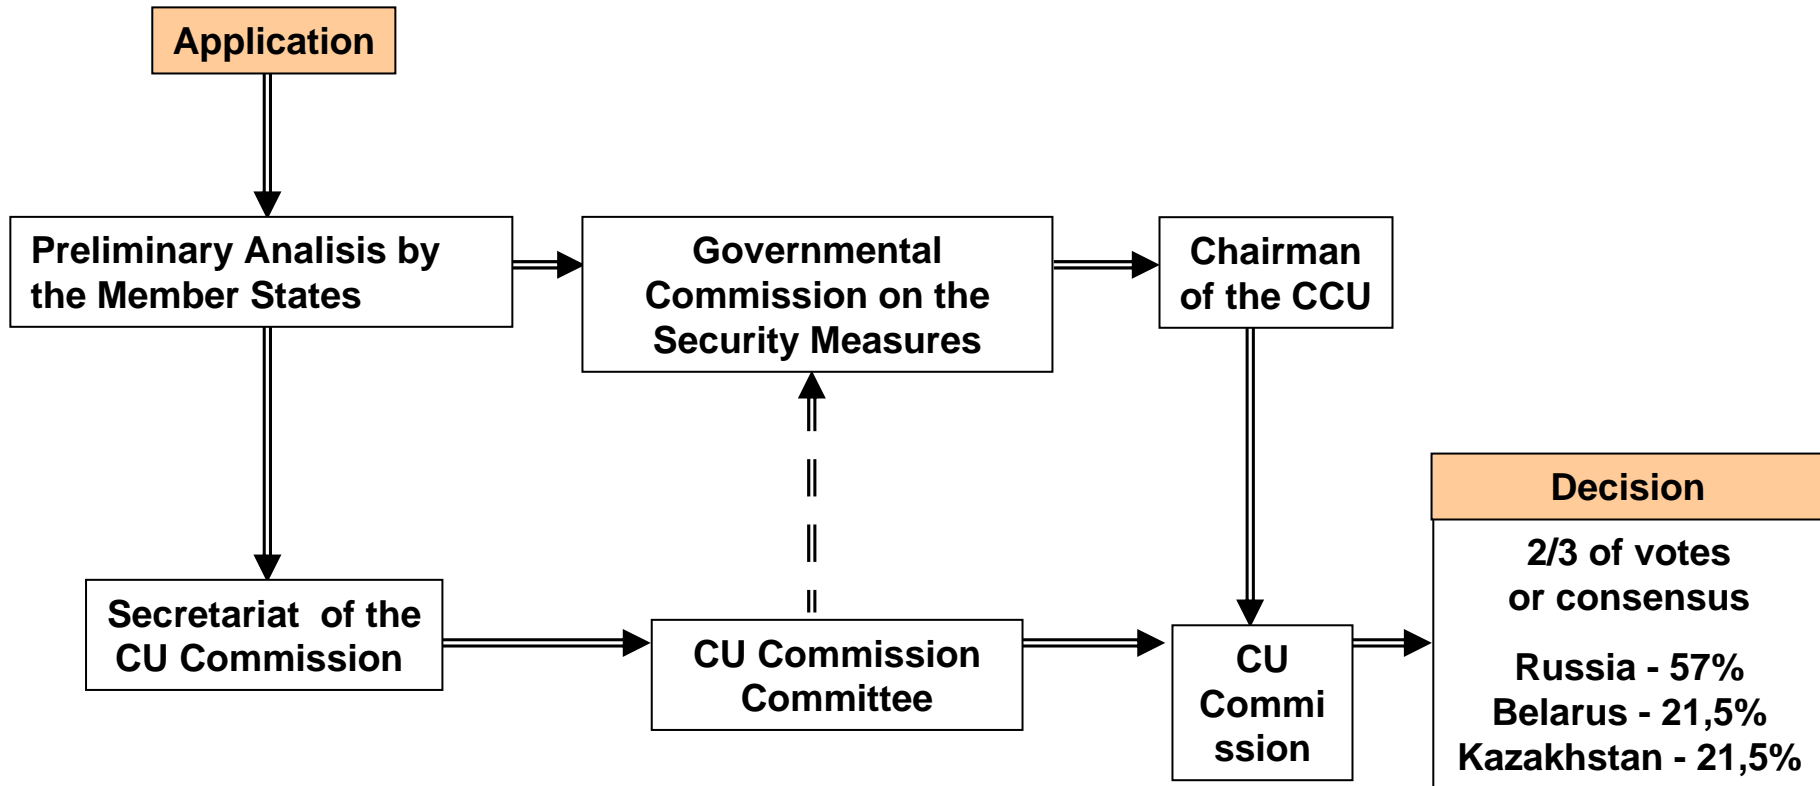 Application
Preliminary Analisis by
the Member States
Governmental
Commission on the
Security Measures
Chairman
of the CCU
Secretariat of the
CU Commission
CU Commission
Committee
CU
Commi
ssion
Decision
2/3 of votes
or consensus
Russia - 57%
Belarus - 21,5%
Kazakhstan - 21,5%